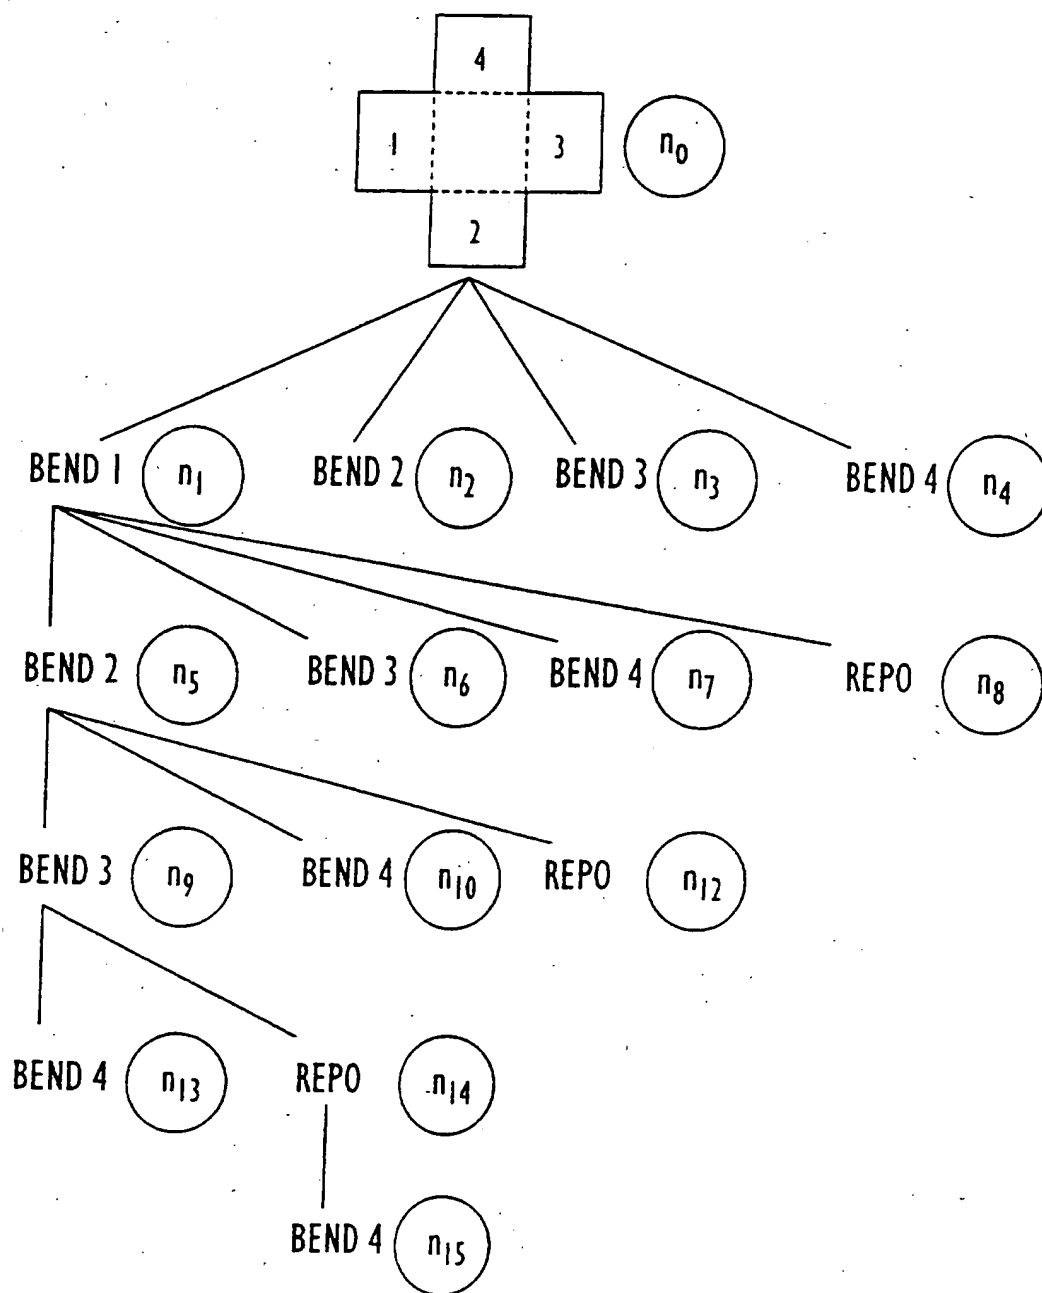 4
1 3 n0
2
BEND 1 n1 BEND 2 n2 BEND 3 n3 BEND 4 n4
BEND 2 n5 BEND 3 n6 BEND 4 n7 REPO n8
BEND 3 n9 BEND 4 n10 REPO n12
BEND 4 n13 REPO n14
BEND 4 n15